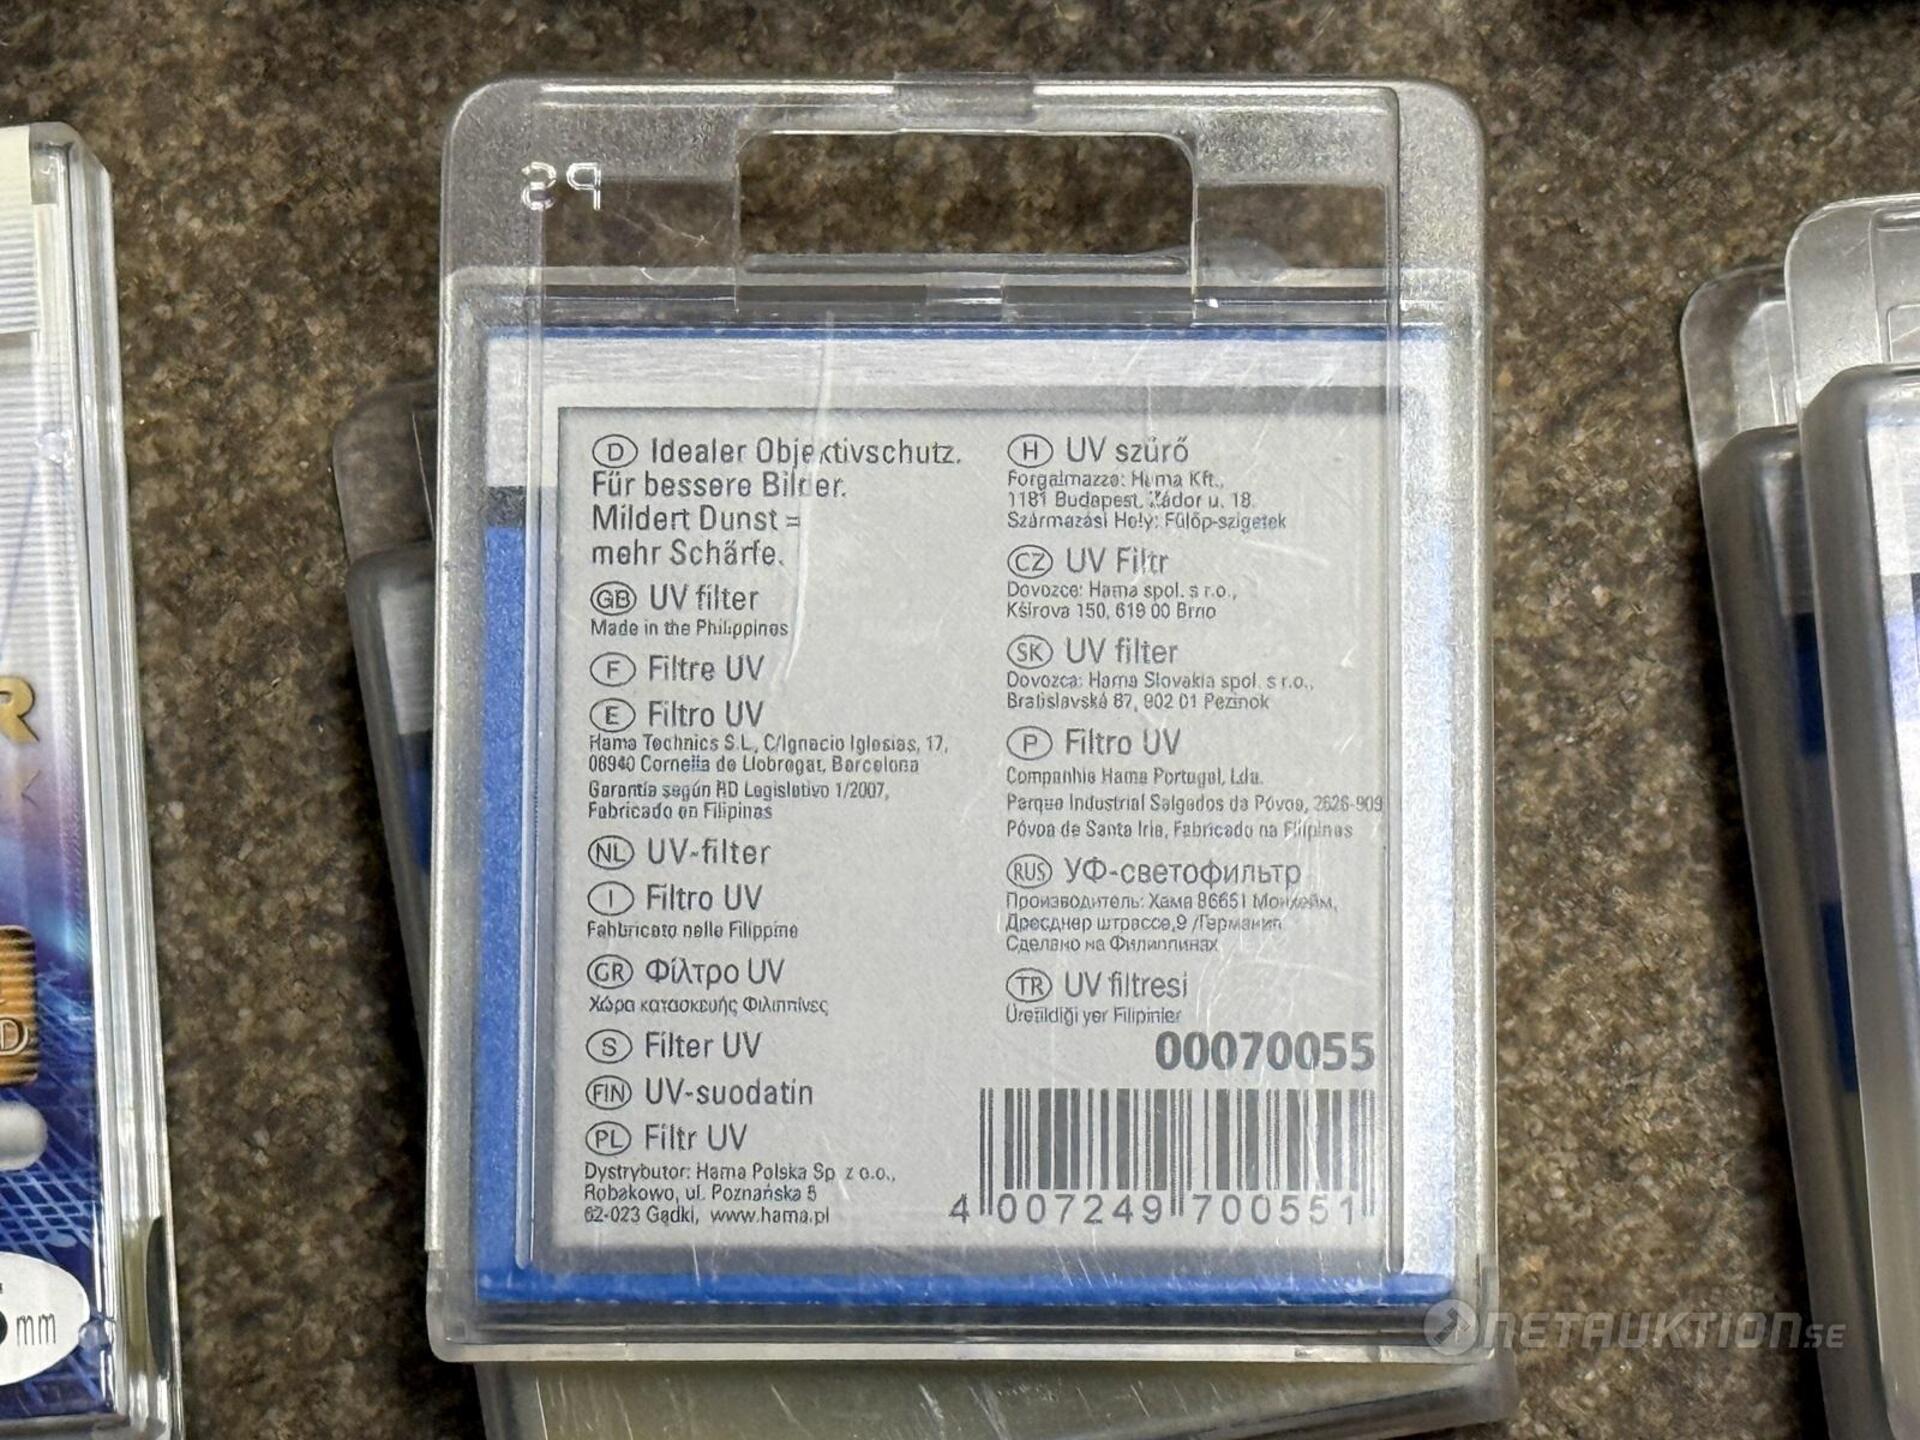 PS
D Idealer Objektivschutz.
Für bessere Bilder.
Mildert Dunst =
mehr Schärfe.
GB UV filter
Made in the Philippines
F Filtre UV
E Filtro UV
Hama Technics S.L., C/Ignacio Iglesias, 17,
08940 Cornella de Llobregat, Barcelona
Garantía según RD Legislativo 1/2007,
Fabricado en Filipinas
NL UV-filter
I Filtro UV
Fabbricato nelle Filippine
GR Φίλτρο UV
Χώρα κατασκευής Φιλιππίνες
S Filter UV
FIN UV-suodatin
PL Filtr UV
Dystrybutor: Hama Polska Sp z o.o.,
Robakowo, ul. Poznańska 5
62-023 Gądki, www.hama.pl
H UV szűrő
Forgalmazza: Hama Kft.,
1181 Budapest, Zádor u. 18.
Származási Hely: Fülöp-szigetek
CZ UV Filtr
Dovozce: Hama spol. s r.o.,
Kšírova 150, 619 00 Brno
SK UV filter
Dovozca: Hama Slovakia spol. s r.o.,
Bratislavská 87, 902 01 Pezinok
P Filtro UV
Companhia Hama Portugal, Lda.
Parque Industrial Salgados da Póvoa, 2626-909
Póvoa de Santa Iria, Fabricado na Filipinas
RUS УФ-светофильтр
Производитель: Хама 86651 Монхейм,
Дресднер штрассе,9 /Германия
Сделано на Филиппинах
TR UV filtresi
Üretildiği yer Filipinler
00070055
4 007249 700551
R
K
D
mm
NETAUKTION.SE